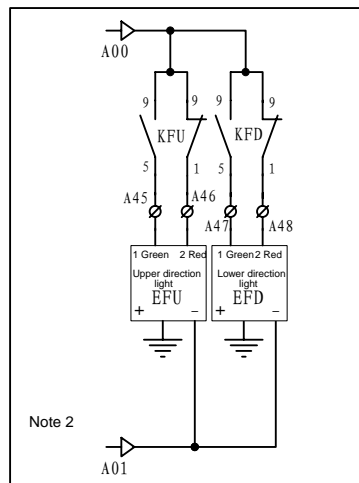 A00
9 9 9 9
KFU KFD
5 1 5 1
A45 A46 A47 A48
1 Green 2 Red 1 Green 2 Red
Upper direction Lower direction
light light
EFU EFD
+ − + −
Note 2
A01